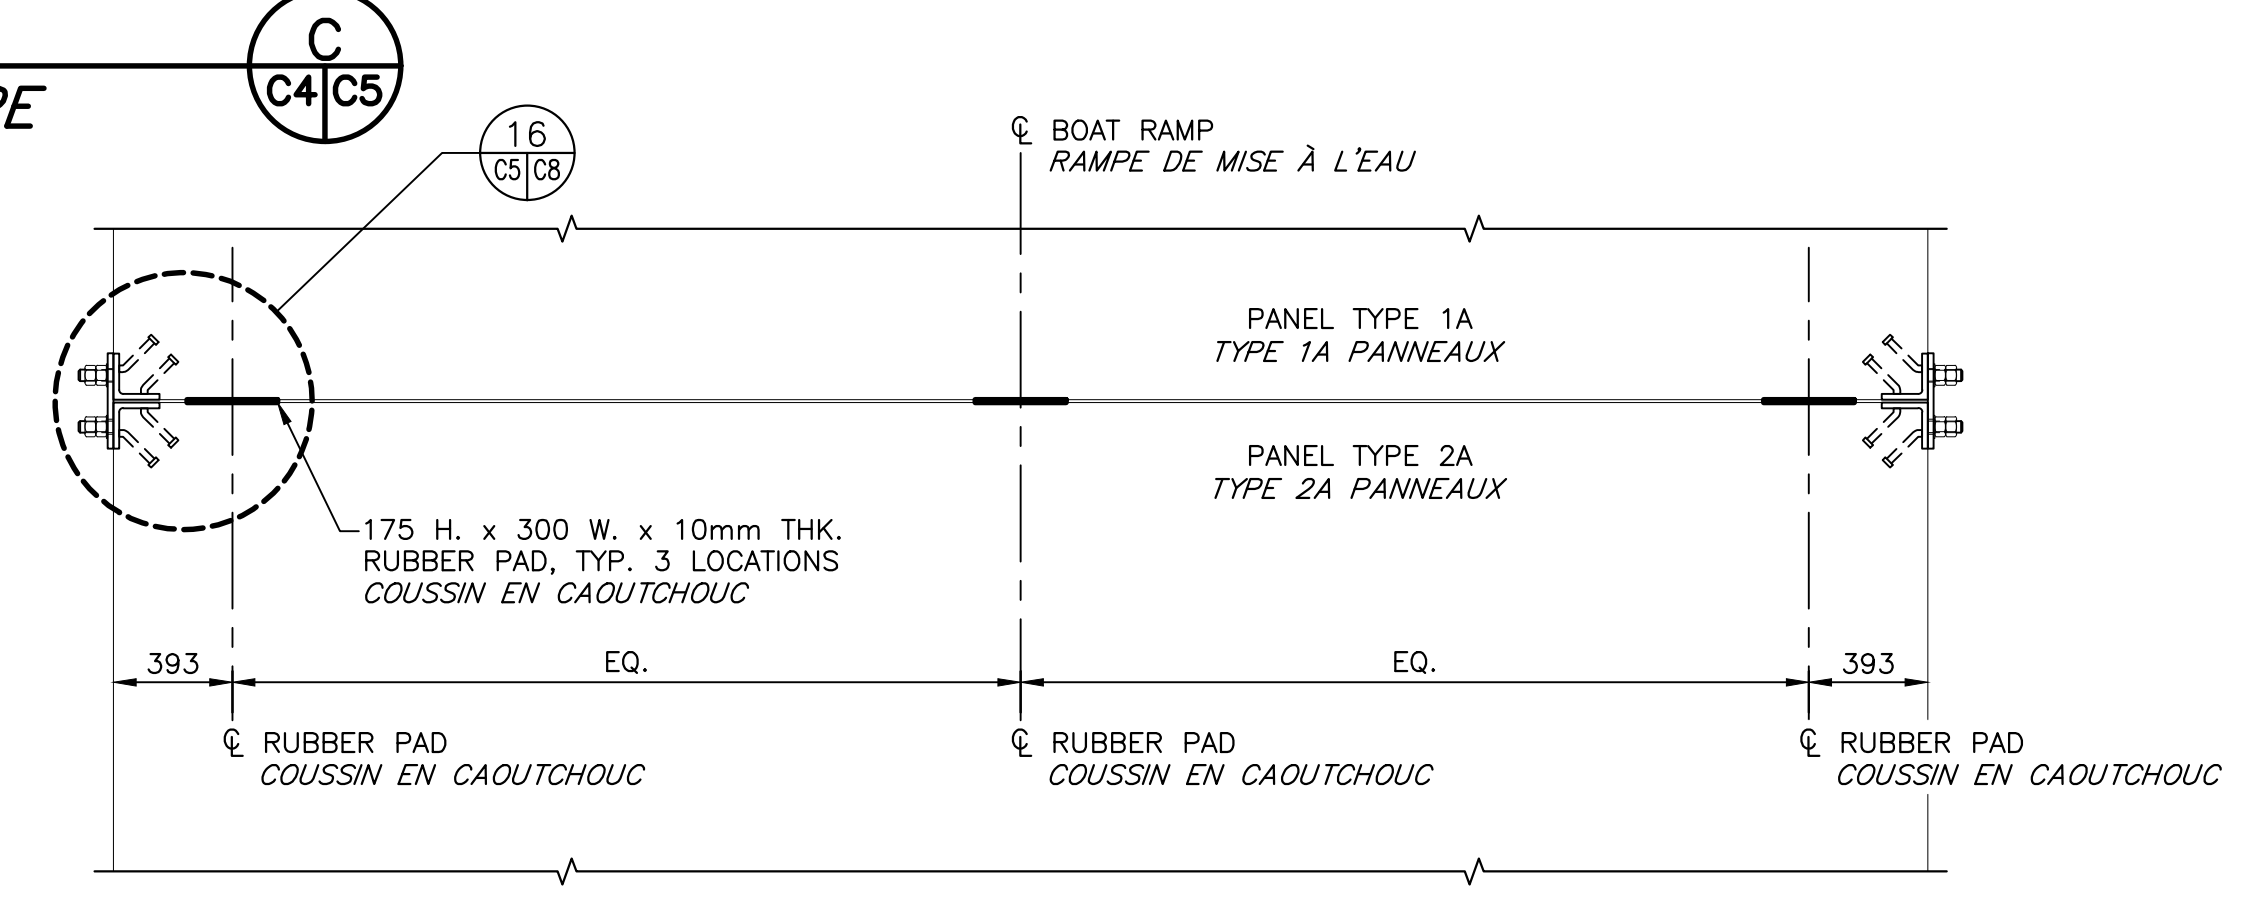 C
C4 C5
PE
16
C5 C8
℄ BOAT RAMP
RAMPE DE MISE À L'EAU
PANEL TYPE 1A
TYPE 1A PANNEAUX
PANEL TYPE 2A
TYPE 2A PANNEAUX
175 H. x 300 W. x 10mm THK.
RUBBER PAD, TYP. 3 LOCATIONS
COUSSIN EN CAOUTCHOUC
393 EQ. EQ. 393
℄ RUBBER PAD
COUSSIN EN CAOUTCHOUC
℄ RUBBER PAD
COUSSIN EN CAOUTCHOUC
℄ RUBBER PAD
COUSSIN EN CAOUTCHOUC